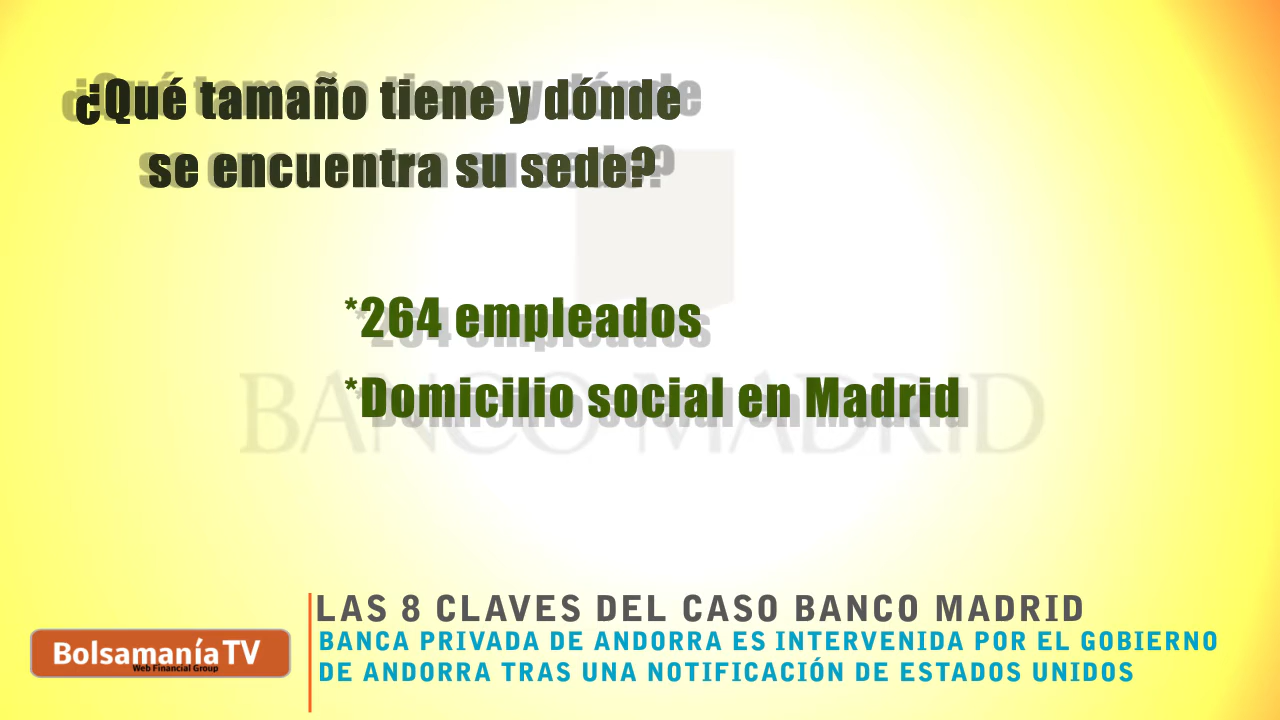 ¿Qué tamaño tiene y dónde
se encuentra su sede?
*264 empleados
*Domicilio social en Madrid
BANCO MADRID
LAS 8 CLAVES DEL CASO BANCO MADRID
BANCA PRIVADA DE ANDORRA ES INTERVENIDA POR EL GOBIERNO
DE ANDORRA TRAS UNA NOTIFICACIÓN DE ESTADOS UNIDOS
Bolsamanía TV
Web Financial Group